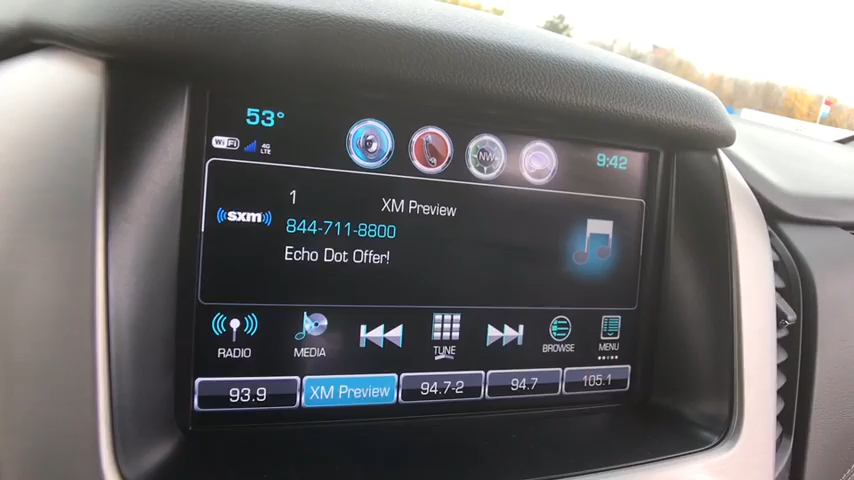 53°
WiFi 4G LTE
NW
9:42
1
XM Preview
((sxm))
844-711-8800
Echo Dot Offer!
RADIO
MEDIA
TUNE
BROWSE
MENU
93.9
XM Preview
94.7-2
94.7
105.1